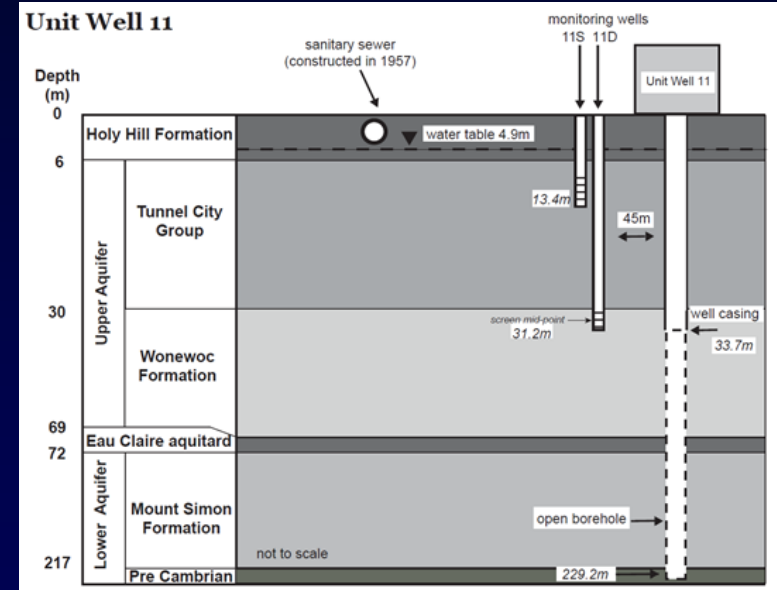 Unit Well 11
monitoring wells
11S 11D
sanitary sewer
(constructed in 1957)
Unit Well 11
Depth
(m)
0
Holy Hill Formation
water table 4.9m
6
Upper Aquifer
Tunnel City
Group
13.4m
45m
30
screen mid-point
31.2m
well casing
33.7m
Wonewoc
Formation
69
Eau Claire aquitard
72
Lower Aquifer
Mount Simon
Formation
open borehole
not to scale
217
Pre Cambrian
229.2m